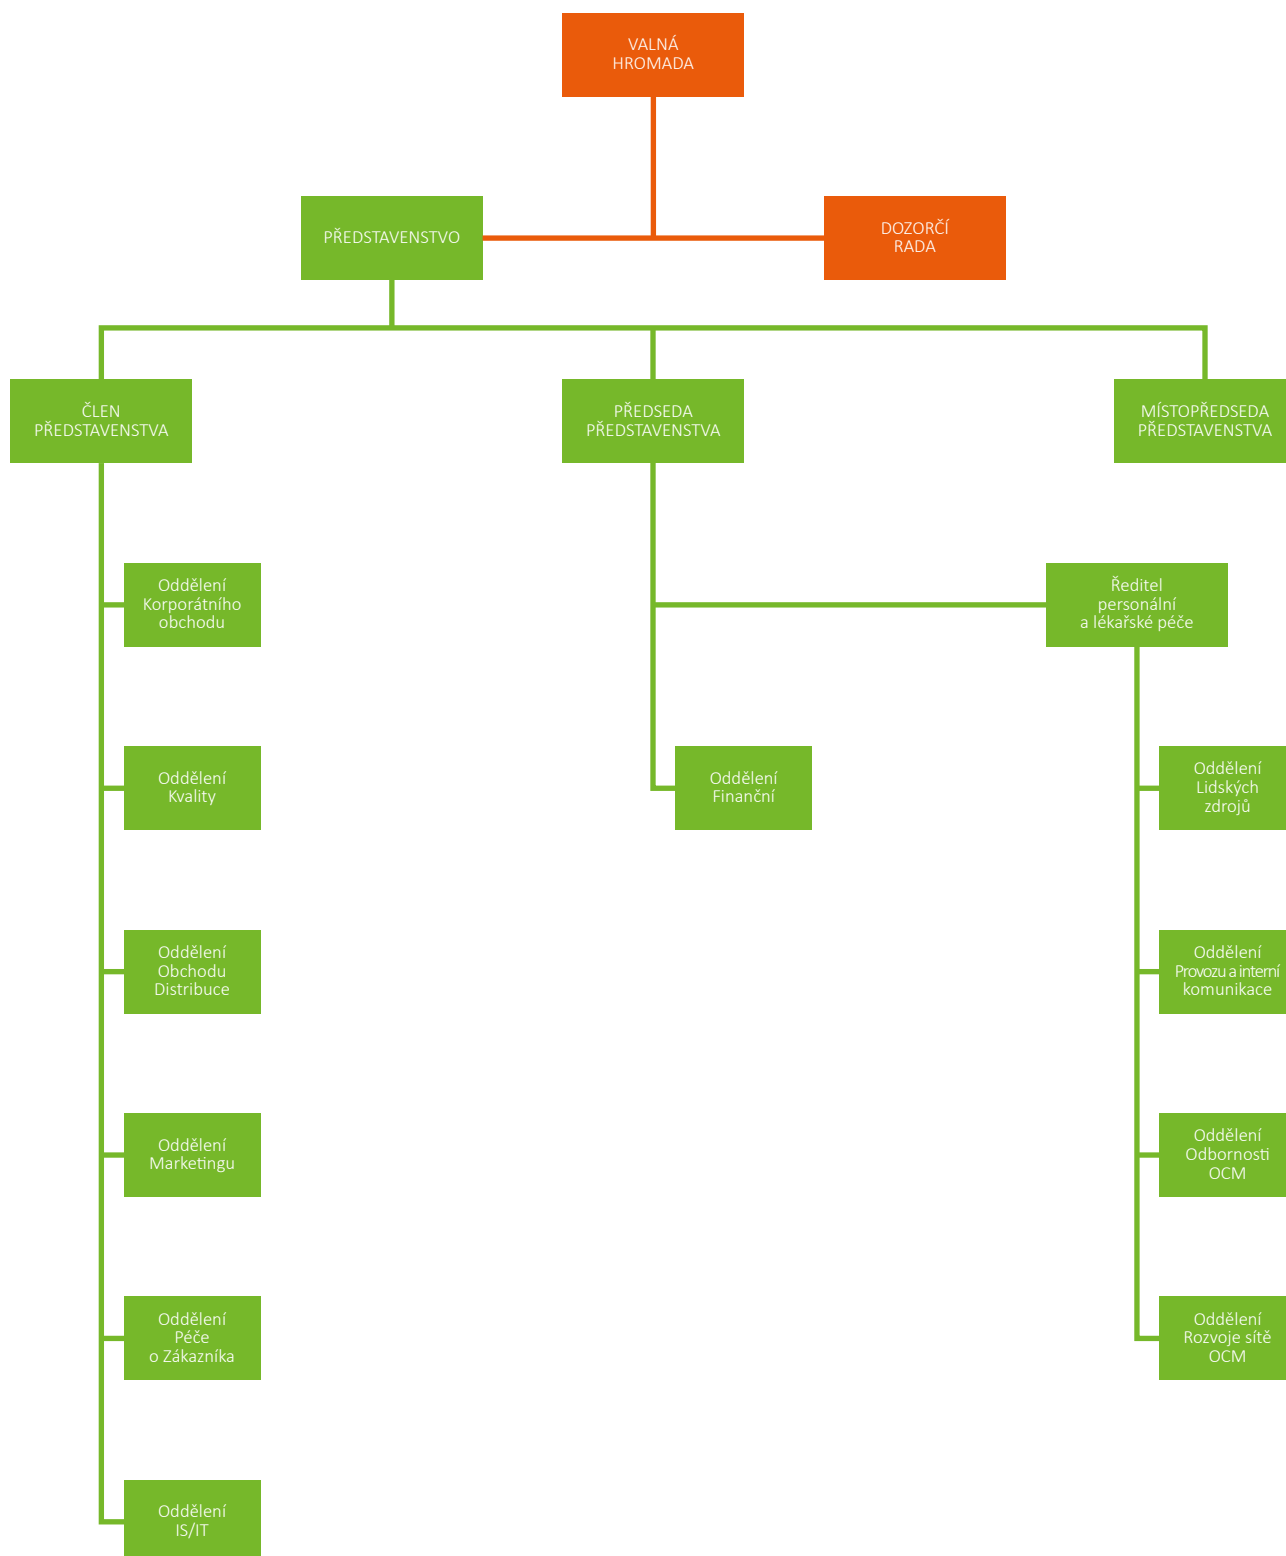 VALNÁ
HROMADA
PŘEDSTAVENSTVO
DOZORČÍ
RADA
ČLEN
PŘEDSTAVENSTVA
PŘEDSEDA
PŘEDSTAVENSTVA
MÍSTOPŘEDSEDA
PŘEDSTAVENSTVA
Oddělení
Korporátního
obchodu
Ředitel
personální
a lékařské péče
Oddělení
Kvality
Oddělení
Finanční
Oddělení
Lidských
zdrojů
Oddělení
Obchodu
Distribuce
Oddělení
Provozu a interní
komunikace
Oddělení
Marketingu
Oddělení
Odbornosti
OCM
Oddělení
Péče
o Zákazníka
Oddělení
Rozvoje sítě
OCM
Oddělení
IS/IT